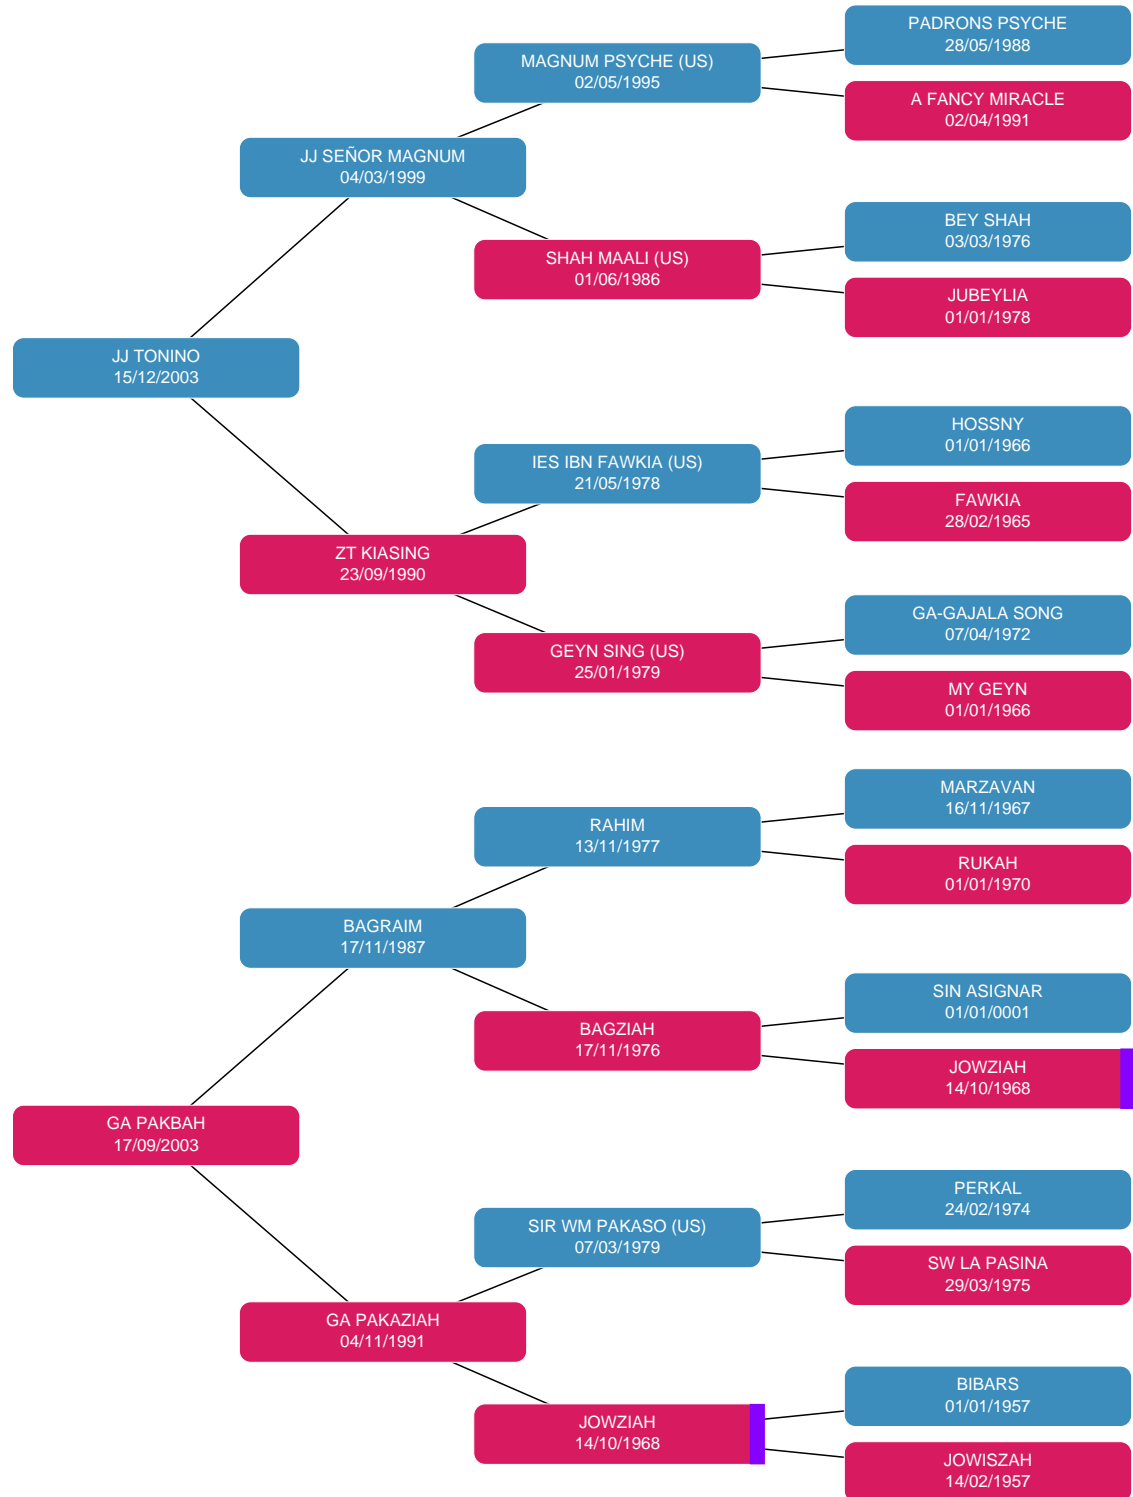 PADRONS PSYCHE
28/05/1988
MAGNUM PSYCHE (US)
02/05/1995
A FANCY MIRACLE
02/04/1991
JJ SEÑOR MAGNUM
04/03/1999
BEY SHAH
03/03/1976
SHAH MAALI (US)
01/06/1986
JUBEYLIA
01/01/1978
JJ TONINO
15/12/2003
HOSSNY
01/01/1966
IES IBN FAWKIA (US)
21/05/1978
FAWKIA
28/02/1965
ZT KIASING
23/09/1990
GA-GAJALA SONG
07/04/1972
GEYN SING (US)
25/01/1979
MY GEYN
01/01/1966
MARZAVAN
16/11/1967
RAHIM
13/11/1977
RUKAH
01/01/1970
BAGRAIM
17/11/1987
SIN ASIGNAR
01/01/0001
BAGZIAH
17/11/1976
JOWZIAH
14/10/1968
GA PAKBAH
17/09/2003
PERKAL
24/02/1974
SIR WM PAKASO (US)
07/03/1979
SW LA PASINA
29/03/1975
GA PAKAZIAH
04/11/1991
BIBARS
01/01/1957
JOWZIAH
14/10/1968
JOWISZAH
14/02/1957